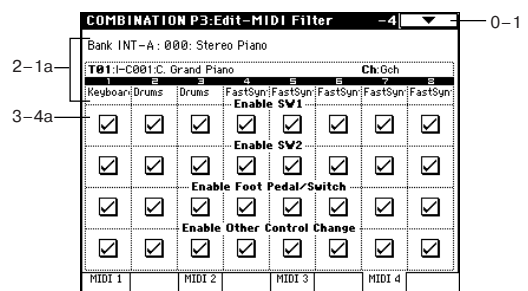 COMBINATION P3:Edit-MIDI Filter -4
0-1
Bank INT-A: 000: Stereo Piano
2-1a
T01:I-C001:C. Grand Piano Ch:Gch
1 2 3 4 5 6 7 8
Keyboar Drums Drums FastSyn FastSyn FastSyn FastSyn FastSyn
Enable SW1
3-4a
Enable SW2
Enable Foot Pedal/Switch
Enable Other Control Change
MIDI 1 MIDI 2 MIDI 3 MIDI 4